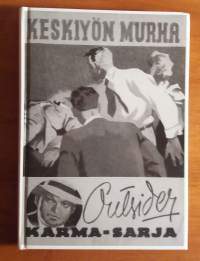 KESKIYÖN MURHA
Outsider
KARMA-SARJA